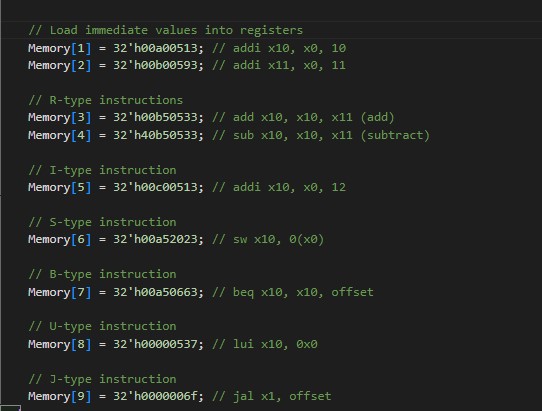 // Load immediate values into registers
Memory[1] = 32'h00a00513; // addi x10, x0, 10
Memory[2] = 32'h00b00593; // addi x11, x0, 11
// R-type instructions
Memory[3] = 32'h00b50533; // add x10, x10, x11 (add)
Memory[4] = 32'h40b50533; // sub x10, x10, x11 (subtract)
// I-type instruction
Memory[5] = 32'h00c00513; // addi x10, x0, 12
// S-type instruction
Memory[6] = 32'h00a52023; // sw x10, 0(x0)
// B-type instruction
Memory[7] = 32'h00a50663; // beq x10, x10, offset
// U-type instruction
Memory[8] = 32'h00000537; // lui x10, 0x0
// J-type instruction
Memory[9] = 32'h0000006f; // jal x1, offset